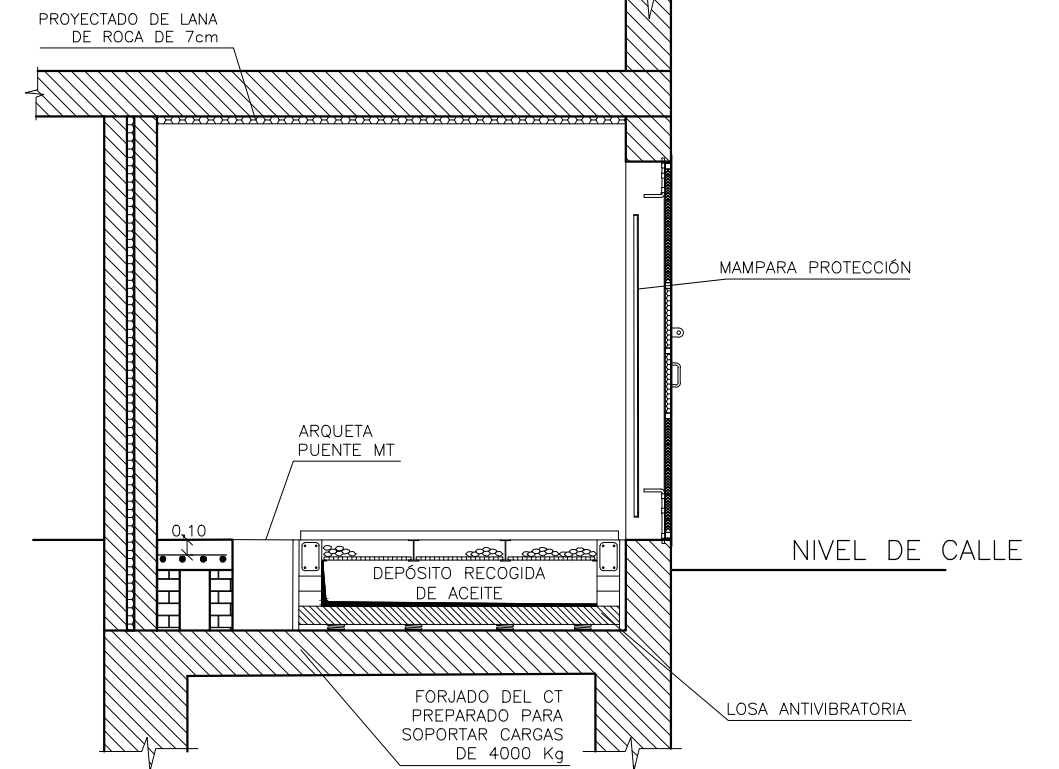 PROYECTADO DE LANA
DE ROCA DE 7cm
MAMPARA PROTECCIÓN
ARQUETA
PUENTE MT
0,10
NIVEL DE CALLE
DEPÓSITO RECOGIDA
DE ACEITE
FORJADO DEL CT
PREPARADO PARA
SOPORTAR CARGAS
DE 4000 Kg
LOSA ANTIVIBRATORIA